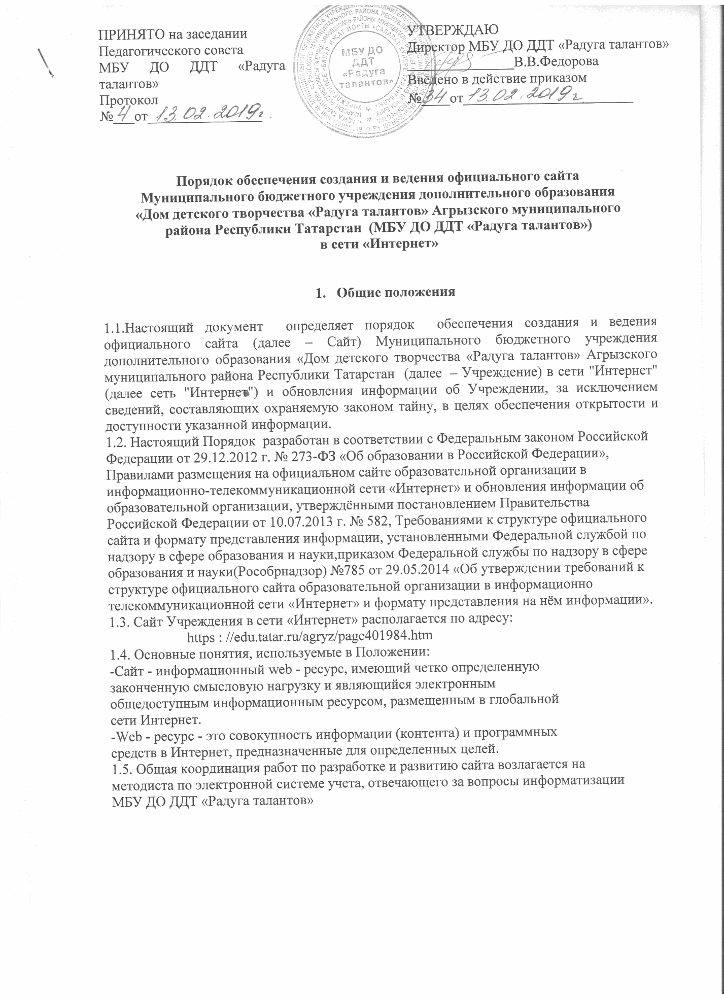 ПРИНЯТО на заседании
Педагогического совета
МБУ ДО ДДТ «Радуга
талантов»
Протокол
№ 4 от 13.02.2019г.
МБУ ДО
ДДТ
«Радуга
талантов»
УТВЕРЖДАЮ
Директор МБУ ДО ДДТ «Радуга талантов»
В.В.Федорова
Введено в действие приказом
№ 34 от 13.02.2019г
Порядок обеспечения создания и ведения официального сайта
Муниципального бюджетного учреждения дополнительного образования
«Дом детского творчества «Радуга талантов» Агрызского муниципального
района Республики Татарстан (МБУ ДО ДДТ «Радуга талантов»)
в сети «Интернет»
1. Общие положения
1.1.Настоящий документ определяет порядок обеспечения создания и ведения
официального сайта (далее – Сайт) Муниципального бюджетного учреждения
дополнительного образования «Дом детского творчества «Радуга талантов» Агрызского
муниципального района Республики Татарстан (далее – Учреждение) в сети "Интернет"
(далее сеть "Интернет") и обновления информации об Учреждении, за исключением
сведений, составляющих охраняемую законом тайну, в целях обеспечения открытости и
доступности указанной информации.
1.2. Настоящий Порядок разработан в соответствии с Федеральным законом Российской
Федерации от 29.12.2012 г. № 273-ФЗ «Об образовании в Российской Федерации»,
Правилами размещения на официальном сайте образовательной организации в
информационно-телекоммуникационной сети «Интернет» и обновления информации об
образовательной организации, утверждёнными постановлением Правительства
Российской Федерации от 10.07.2013 г. № 582, Требованиями к структуре официального
сайта и формату представления информации, установленными Федеральной службой по
надзору в сфере образования и науки,приказом Федеральной службы по надзору в сфере
образования и науки(Рособрнадзор) №785 от 29.05.2014 «Об утверждении требований к
структуре официального сайта образовательной организации в информационно
телекоммуникационной сети «Интернет» и формату представления на нём информации».
1.3. Сайт Учреждения в сети «Интернет» располагается по адресу:
https : //edu.tatar.ru/agryz/page401984.htm
1.4. Основные понятия, используемые в Положении:
-Сайт - информационный web - ресурс, имеющий четко определенную
законченную смысловую нагрузку и являющийся электронным
общедоступным информационным ресурсом, размещенным в глобальной
сети Интернет.
-Web - ресурс - это совокупность информации (контента) и программных
средств в Интернет, предназначенные для определенных целей.
1.5. Общая координация работ по разработке и развитию сайта возлагается на
методиста по электронной системе учета, отвечающего за вопросы информатизации
МБУ ДО ДДТ «Радуга талантов»